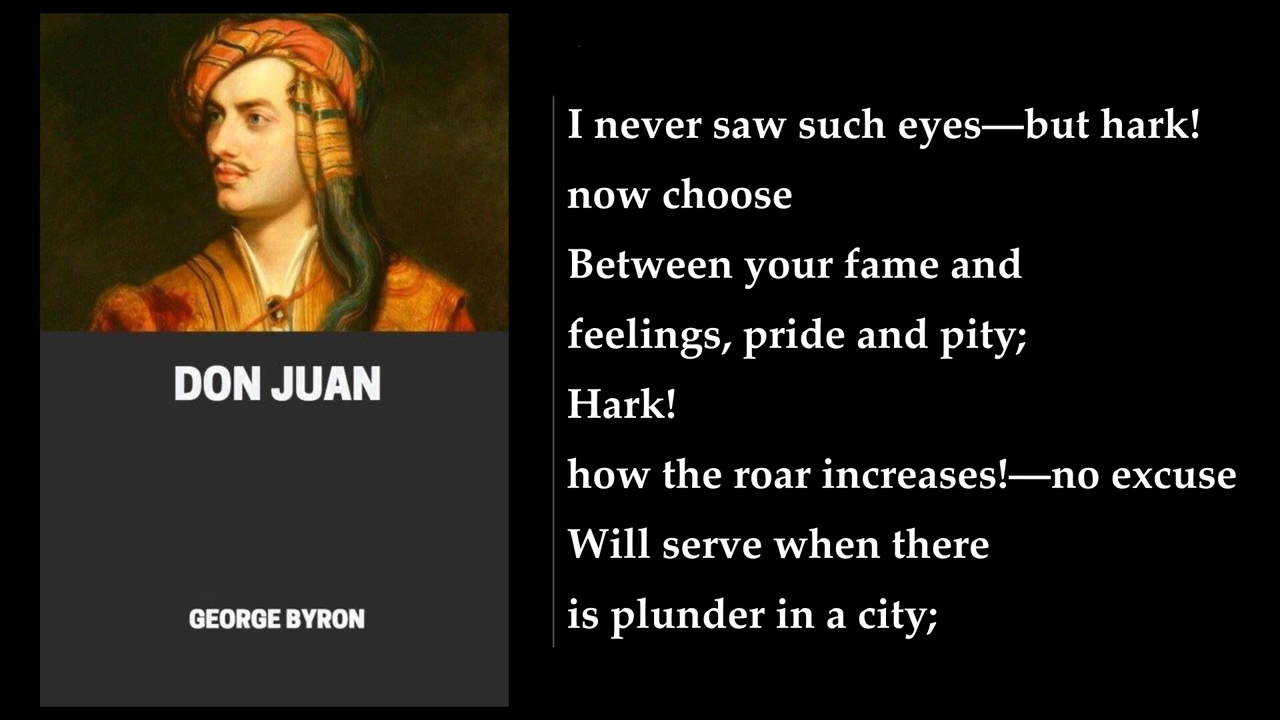 DON JUAN
GEORGE BYRON
I never saw such eyes—but hark!
now choose
Between your fame and
feelings, pride and pity;
Hark!
how the roar increases!—no excuse
Will serve when there
is plunder in a city;